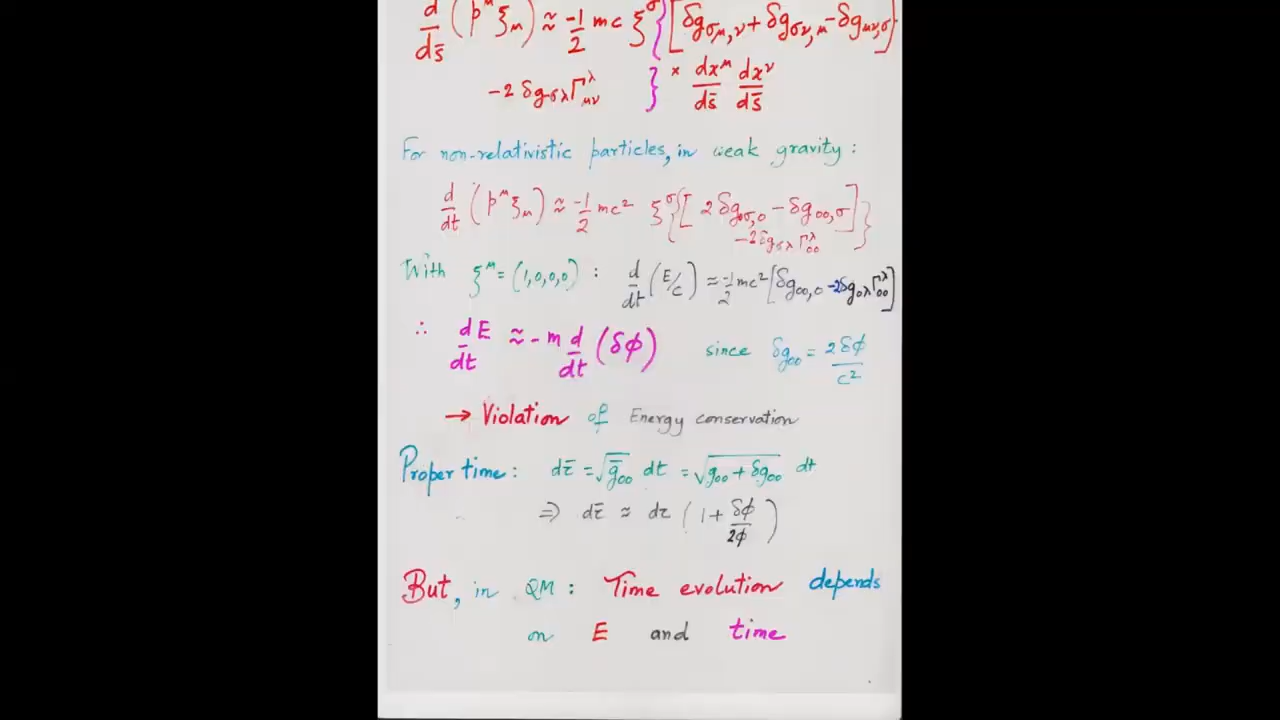 d/ds̄ (p^μ ξ_μ) ≈ -1/2 mc ξ^σ { [δg_σμ,ν + δg_σν,μ - δg_μν,σ]
-2 δg_σλ Γ^λ_μν } × dx^μ/ds̄ dx^ν/ds̄
For non-relativistic particles, in weak gravity :
d/dt (p^μ ξ_μ) ≈ -1/2 mc² ξ^σ {[ 2 δg_0σ,0 - δg_00,σ ]
-2δg_σλ Γ^λ_00 }
With ξ^μ = (1,0,0,0) : d/dt (E/c) ≈ -1/2 mc² [δg_00,0 -2δg_0λ Γ^λ_00]
∴ dE/dt ≈ - m d/dt (δϕ) since δg_00 = 2δϕ/c²
→ Violation of Energy conservation
Proper time : dτ̄ = √ḡ_00 dt = √g_00 + δg_00 dt
⇒ dτ̄ ≈ dτ ( 1 + δϕ/2ϕ )
But, in QM : Time evolution depends
on E and time